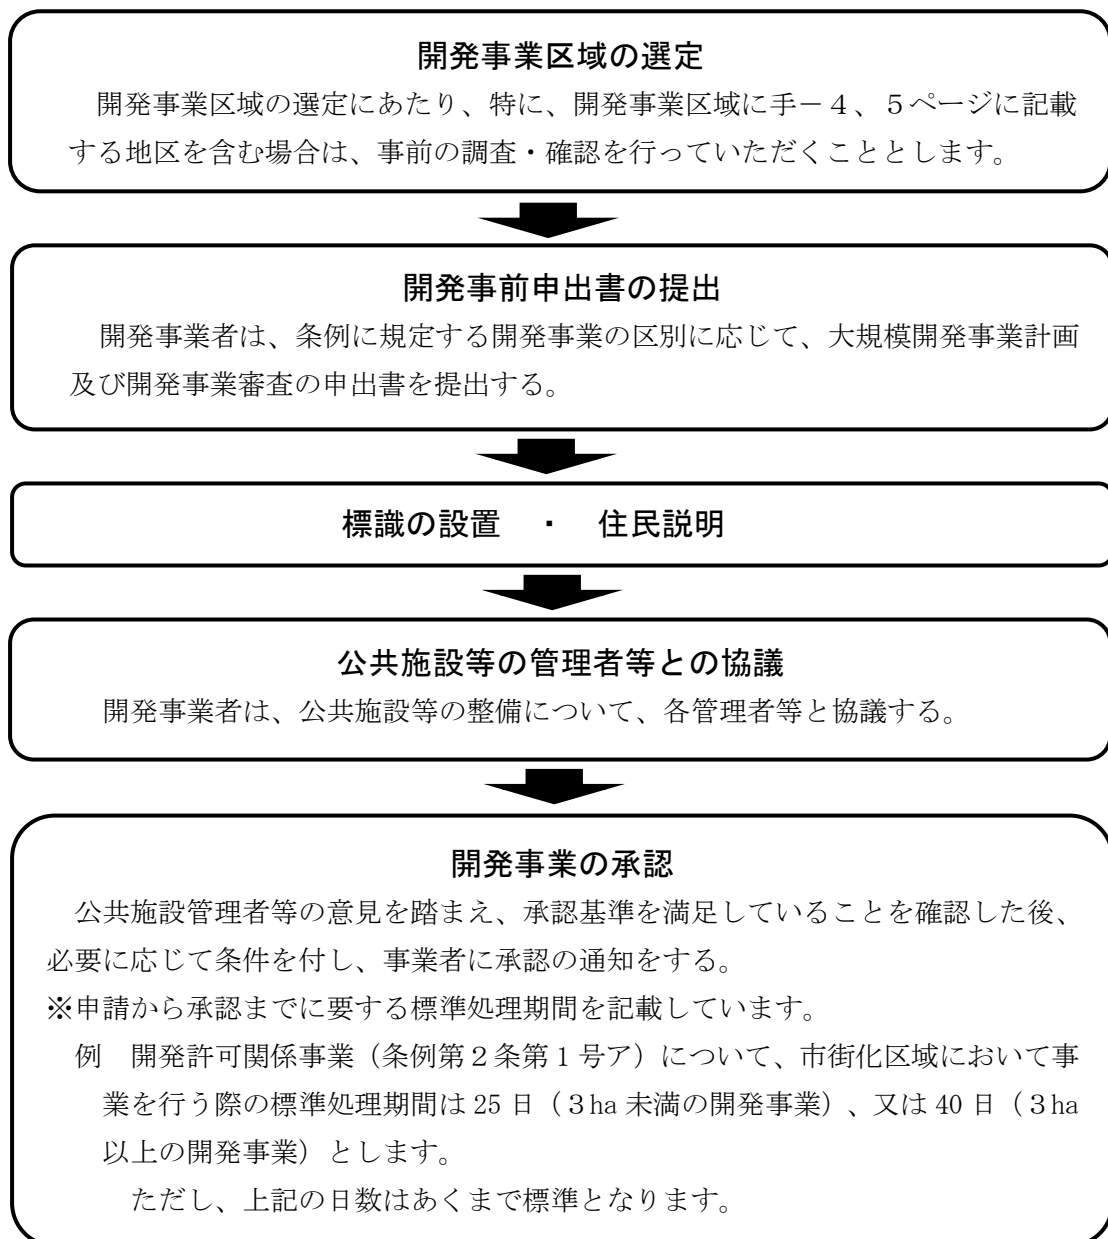 開発事業区域の選定
開発事業区域の選定にあたり、特に、開発事業区域に手－４、５ページに記載
する地区を含む場合は、事前の調査・確認を行っていただくこととします。
開発事前申出書の提出
開発事業者は、条例に規定する開発事業の区別に応じて、大規模開発事業計画
及び開発事業審査の申出書を提出する。
標識の設置　・　住民説明
公共施設等の管理者等との協議
開発事業者は、公共施設等の整備について、各管理者等と協議する。
開発事業の承認
公共施設管理者等の意見を踏まえ、承認基準を満足していることを確認した後、
必要に応じて条件を付し、事業者に承認の通知をする。
※申請から承認までに要する標準処理期間を記載しています。
例　開発許可関係事業（条例第２条第１号ア）について、市街化区域において事
業を行う際の標準処理期間は 25 日（３ha 未満の開発事業）、又は 40 日（３ha
以上の開発事業）とします。
ただし、上記の日数はあくまで標準となります。